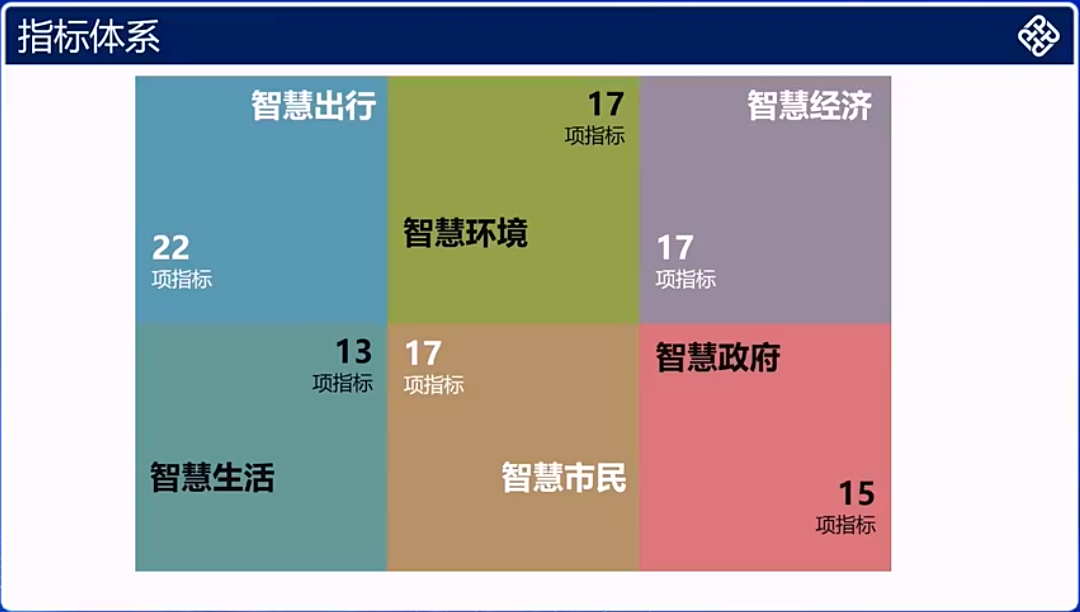 指标体系
智慧出行
22
项指标
17
项指标
智慧环境
智慧经济
17
项指标
13
项指标
智慧生活
17
项指标
智慧市民
智慧政府
15
项指标